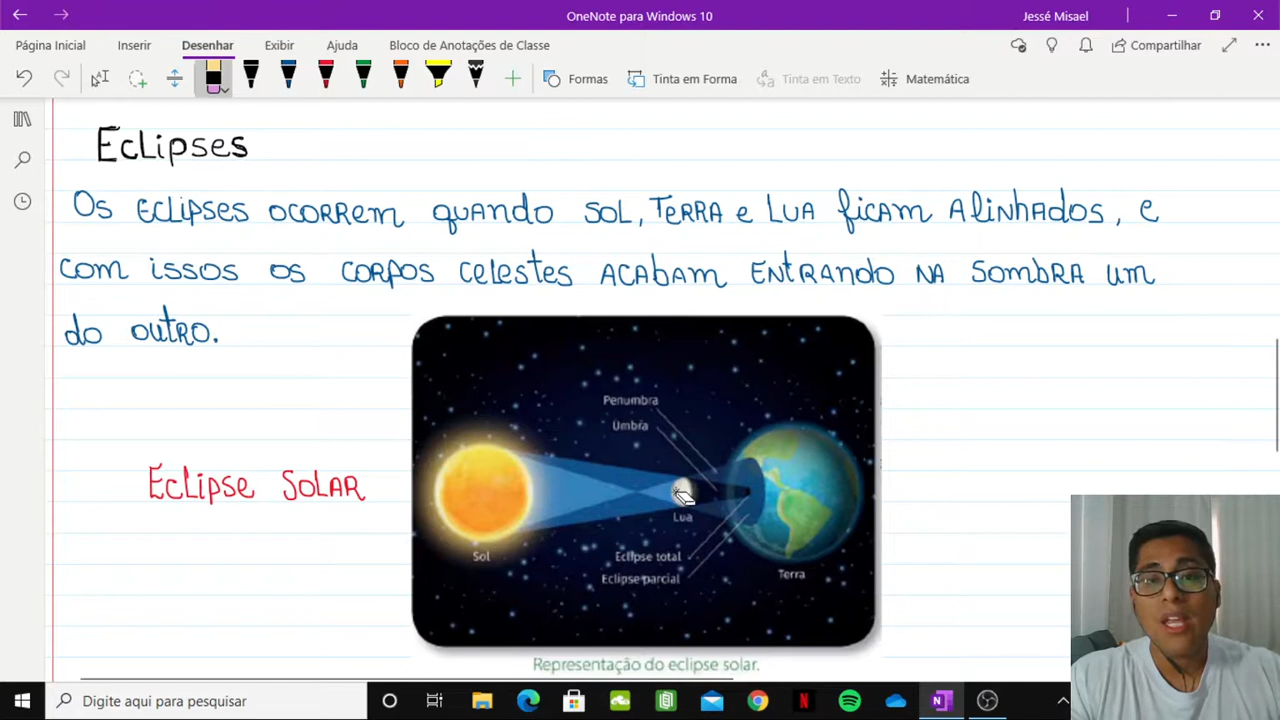 OneNote para Windows 10
Jessé Misael
Página Inicial Inserir Desenhar Exibir Ajuda Bloco de Anotações de Classe
Compartilhar
Formas Tinta em Forma Tinta em Texto Matemática
Eclipses
Os Eclipses ocorrem quando Sol, Terra e Lua ficam alinhados, e
com issos os corpos celestes acabam entrando na sombra um
do outro.
Penumbra
Umbra
Eclipse Solar
Lua
Sol
Eclipse total
Eclipse parcial
Terra
Representação do eclipse solar.
Digite aqui para pesquisar